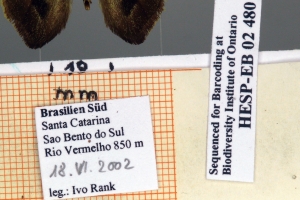 10
mm
Brasilien Süd
Santa Catarina
Sao Bento do Sul
Rio Vermelho 850 m
18.VI.2002
leg.: Ivo Rank
Sequenced for Barcoding at
Biodiversity Institute of Ontario
HESP-EB 02 480